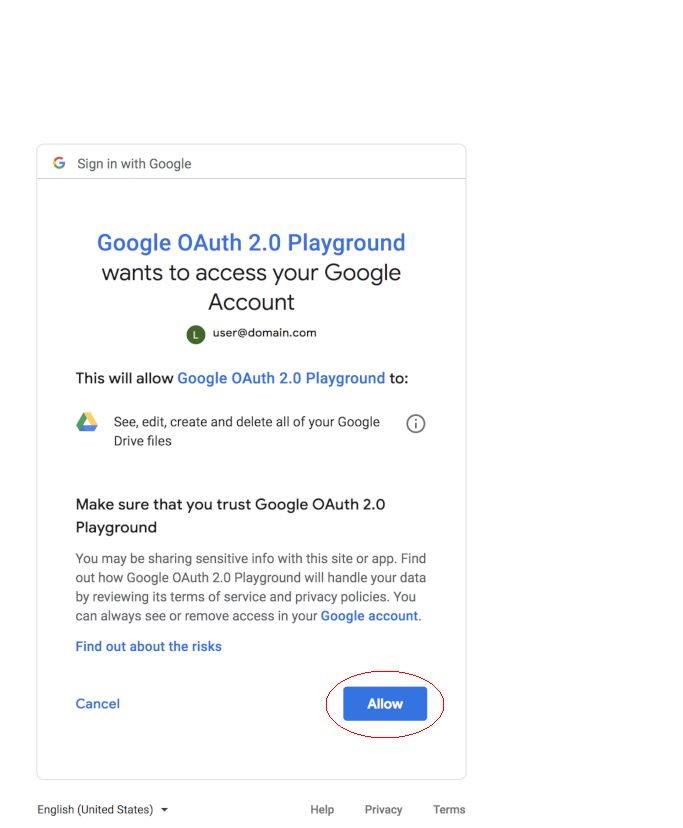 Sign in with Google
Google OAuth 2.0 Playground
wants to access your Google
Account
L user@domain.com
This will allow Google OAuth 2.0 Playground to:
See, edit, create and delete all of your Google
Drive files
Make sure that you trust Google OAuth 2.0
Playground
You may be sharing sensitive info with this site or app. Find
out how Google OAuth 2.0 Playground will handle your data
by reviewing its terms of service and privacy policies. You
can always see or remove access in your Google account.
Find out about the risks
Cancel Allow
English (United States) Help Privacy Terms